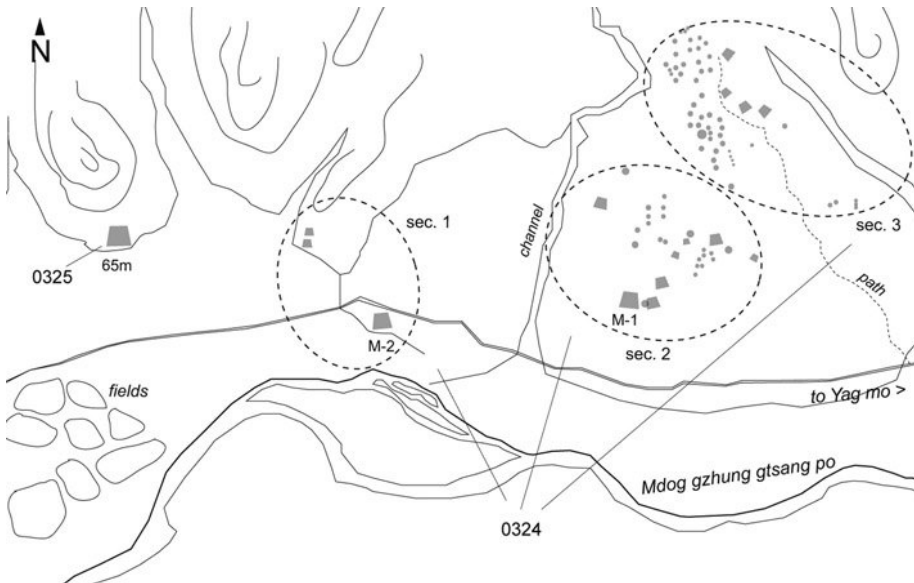 N
sec. 1
channel
sec. 3
0325
65m
path
M-1
M-2
sec. 2
fields
to Yag mo >
Mdog gzhung gtsang po
0324